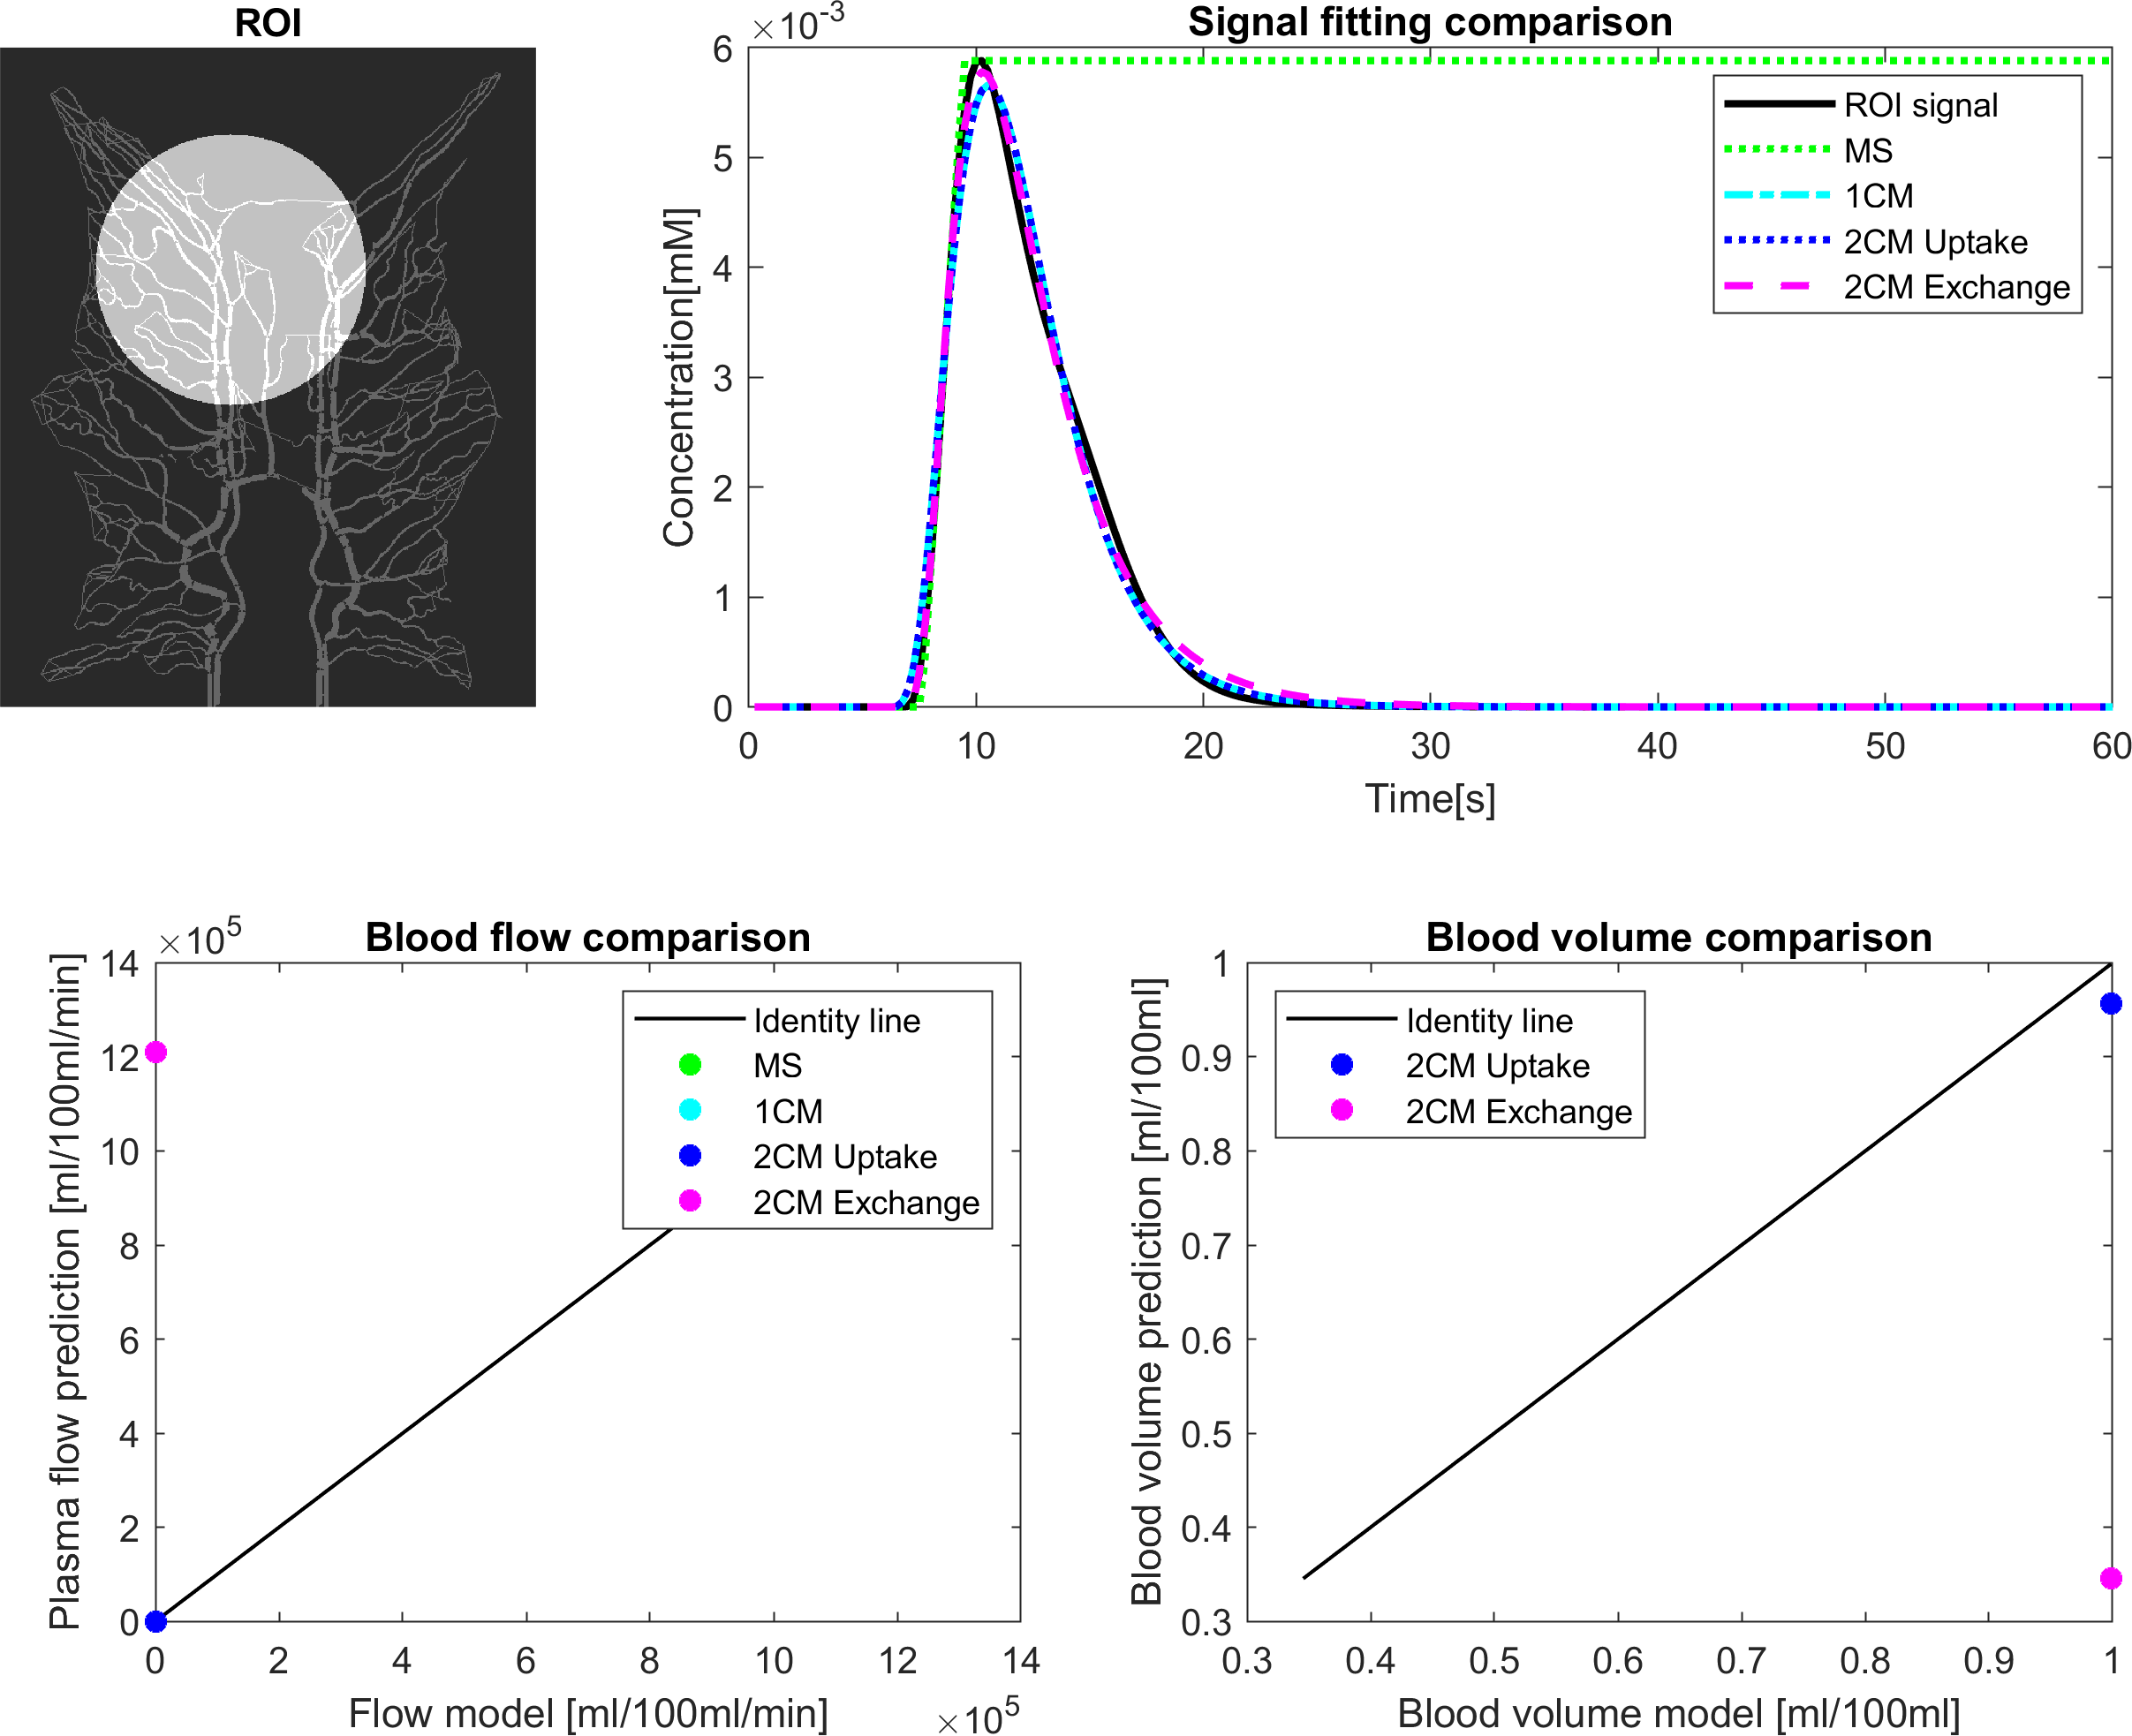 ROI
Signal fitting comparison
×10-3
6
5
4
3
2
1
0
Concentration[mM]
0 10 20 30 40 50 60
Time[s]
ROI signal
MS
1CM
2CM Uptake
2CM Exchange
Blood flow comparison
×10^5
14
12
10
8
6
4
2
0
Plasma flow prediction [ml/100ml/min]
Identity line
MS
1CM
2CM Uptake
2CM Exchange
0 2 4 6 8 10 12 14
Flow model [ml/100ml/min]
×10^5
Blood volume comparison
1
0.9
0.8
0.7
0.6
0.5
0.4
0.3
Blood volume prediction [ml/100ml]
Identity line
2CM Uptake
2CM Exchange
0.3 0.4 0.5 0.6 0.7 0.8 0.9 1
Blood volume model [ml/100ml]